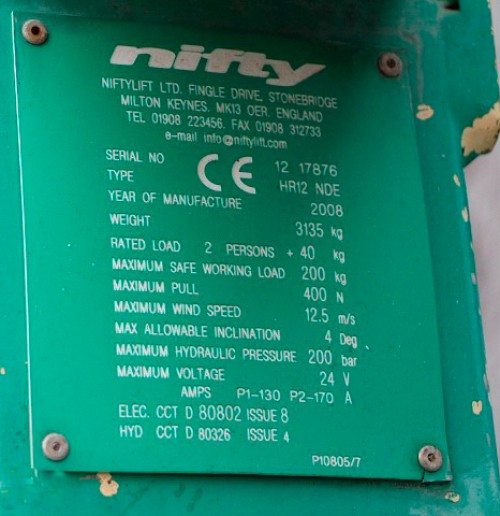 nifty
NIFTYLIFT LTD. FINGLE DRIVE, STONEBRIDGE
MILTON KEYNES. MK13 OER. ENGLAND
TEL 01908 223456. FAX 01908 312733
e-mail info@niftylift.com
CE
SERIAL NO 12 17876
TYPE HR12 NDE
YEAR OF MANUFACTURE 2008
WEIGHT 3135 kg
RATED LOAD 2 PERSONS + 40 kg
MAXIMUM SAFE WORKING LOAD 200 kg
MAXIMUM PULL 400 N
MAXIMUM WIND SPEED 12.5 m/s
MAX ALLOWABLE INCLINATION 4 Deg
MAXIMUM HYDRAULIC PRESSURE 200 bar
MAXIMUM VOLTAGE 24 V
AMPS P1-130 P2-170 A
ELEC. CCT D 80802 ISSUE 8
HYD CCT D 80326 ISSUE 4
P10805/7